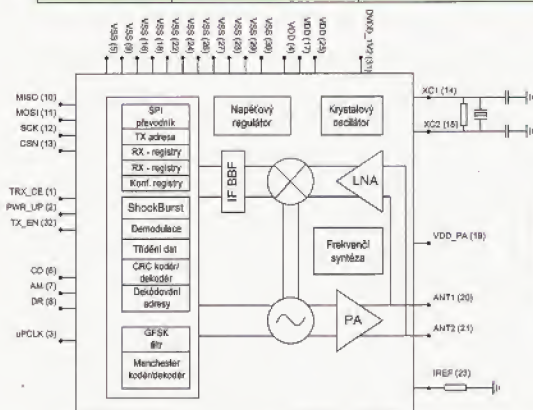 VSS (5)
VSS (9)
VSS (16)
VSS (18)
VSS (22)
VSS (24)
VSS (26)
VSS (27)
VSS (28)
VSS (29)
VSS (30)
VDD (4)
VDD (17)
VDD (25)
DVDD_1V2 (31)
MISO (10)
MOSI (11)
SCK (12)
CSN (13)
TRX_CE (1)
PWR_UP (2)
TX_EN (32)
CD (6)
AM (7)
DR (8)
uPCLK (3)
SPI
převodník
TX adresa
RX - registry
RX - registry
Konf. registry
ShockBurst
Demodulace
Třídění dat
CRC kodér/
dekodér
Dekódování
adresy
GFSK
filtr
Manchester
kodér/dekodér
Napěťový
regulátor
Krystalový
oscilátor
IF BBF
LNA
Frekvenčí
syntéza
PA
XC1 (14)
XC2 (15)
VDD_PA (19)
ANT1 (20)
ANT2 (21)
IREF (23)